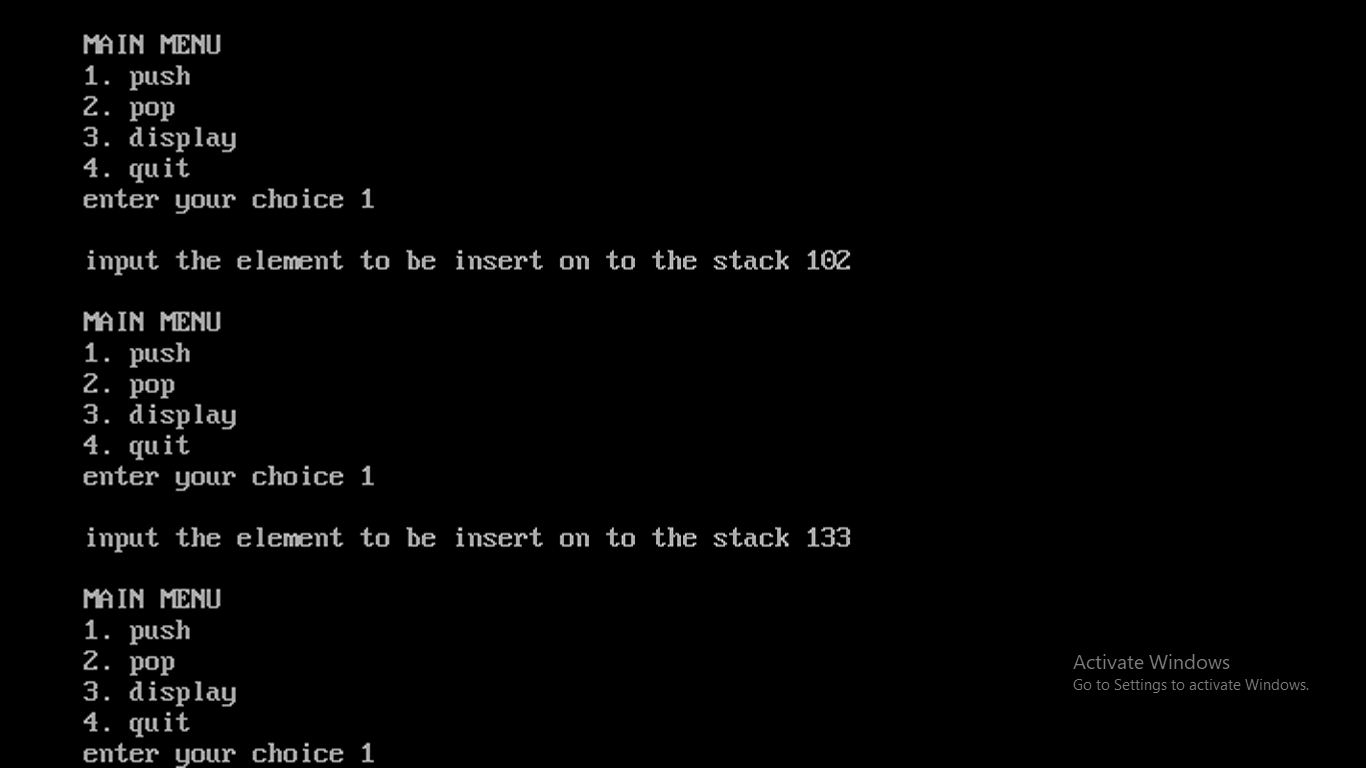 MAIN MENU
1. push
2. pop
3. display
4. quit
enter your choice 1
input the element to be insert on to the stack 102
MAIN MENU
1. push
2. pop
3. display
4. quit
enter your choice 1
input the element to be insert on to the stack 133
MAIN MENU
1. push
2. pop
3. display
4. quit
enter your choice 1
Activate Windows
Go to Settings to activate Windows.